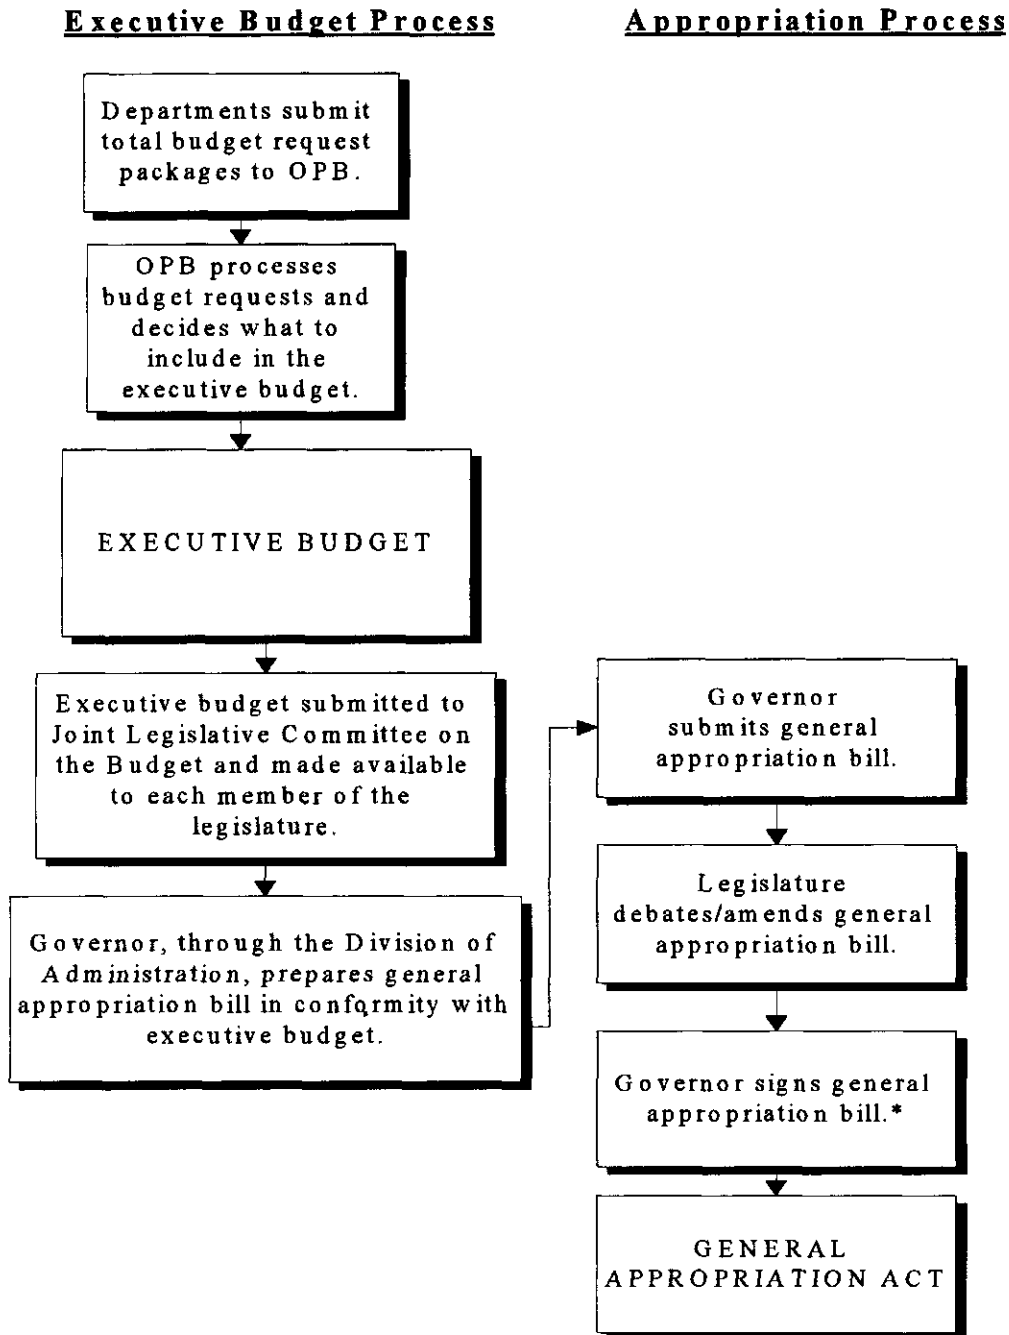 Executive Budget Process
Departments submit
total budget request
packages to OPB.
OPB processes
budget requests and
decides what to
include in the
executive budget.
EXECUTIVE BUDGET
Executive budget submitted to
Joint Legislative Committee on
the Budget and made available
to each member of the
legislature.
Governor, through the Division of
Administration, prepares general
appropriation bill in conformity with
executive budget.
Appropriation Process
Governor
submits general
appropriation bill.
Legislature
debates/amends general
appropriation bill.
Governor signs general
appropriation bill.*
GENERAL
APPROPRIATION ACT